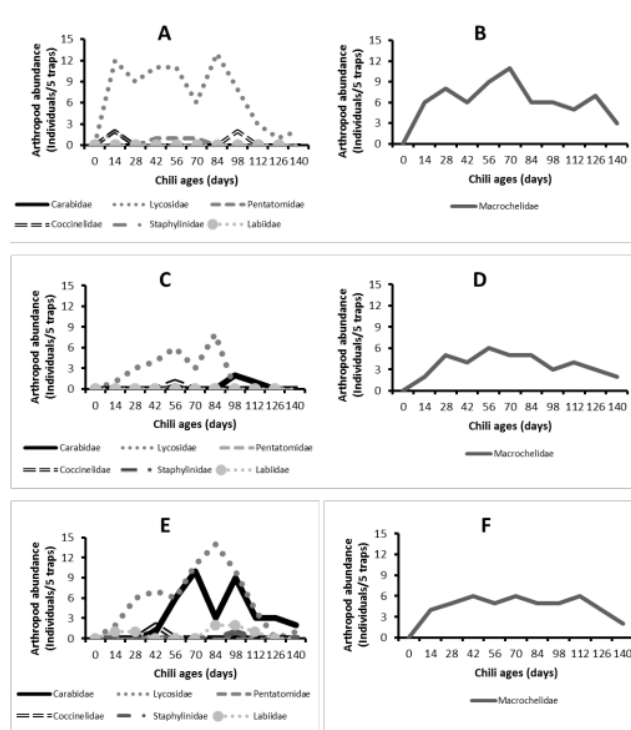 A
Arthropod abundance
(Individuals/5 traps)
15
12
9
6
3
0
0 14 28 42 56 70 84 98 112 126 140
Chili ages (days)
Carabidae Lycosidae Pentatomidae
Coccinelidae Staphylinidae Labiidae
B
Arthropod abundance
(Individuals/5 traps)
15
12
9
6
3
0
0 14 28 42 56 70 84 98 112 126 140
Chili ages (days)
Macrochelidae
C
Arthropod abundance
(Individuals/5 traps)
15
12
9
6
3
0
0 14 28 42 56 70 84 98 112 126 140
Chili ages (days)
Carabidae Lycosidae Pentatomidae
Coccinelidae Staphylinidae Labiidae
D
Arthropod abundance
(Individuals/5 traps)
15
12
9
6
3
0
0 14 28 42 56 70 84 98 112 126 140
Chili ages (days)
Macrochelidae
E
Arthropod abundance
(Individuals/5 traps)
15
12
9
6
3
0
0 14 28 42 56 70 84 98 112 126 140
Chili ages (days)
Carabidae Lycosidae Pentatomidae
Coccinelidae Staphylinidae Labiidae
F
Arthropod abundance
(Individuals/5 traps)
15
12
9
6
3
0
0 14 28 42 56 70 84 98 112 126 140
Chili ages (days)
Macrochelidae